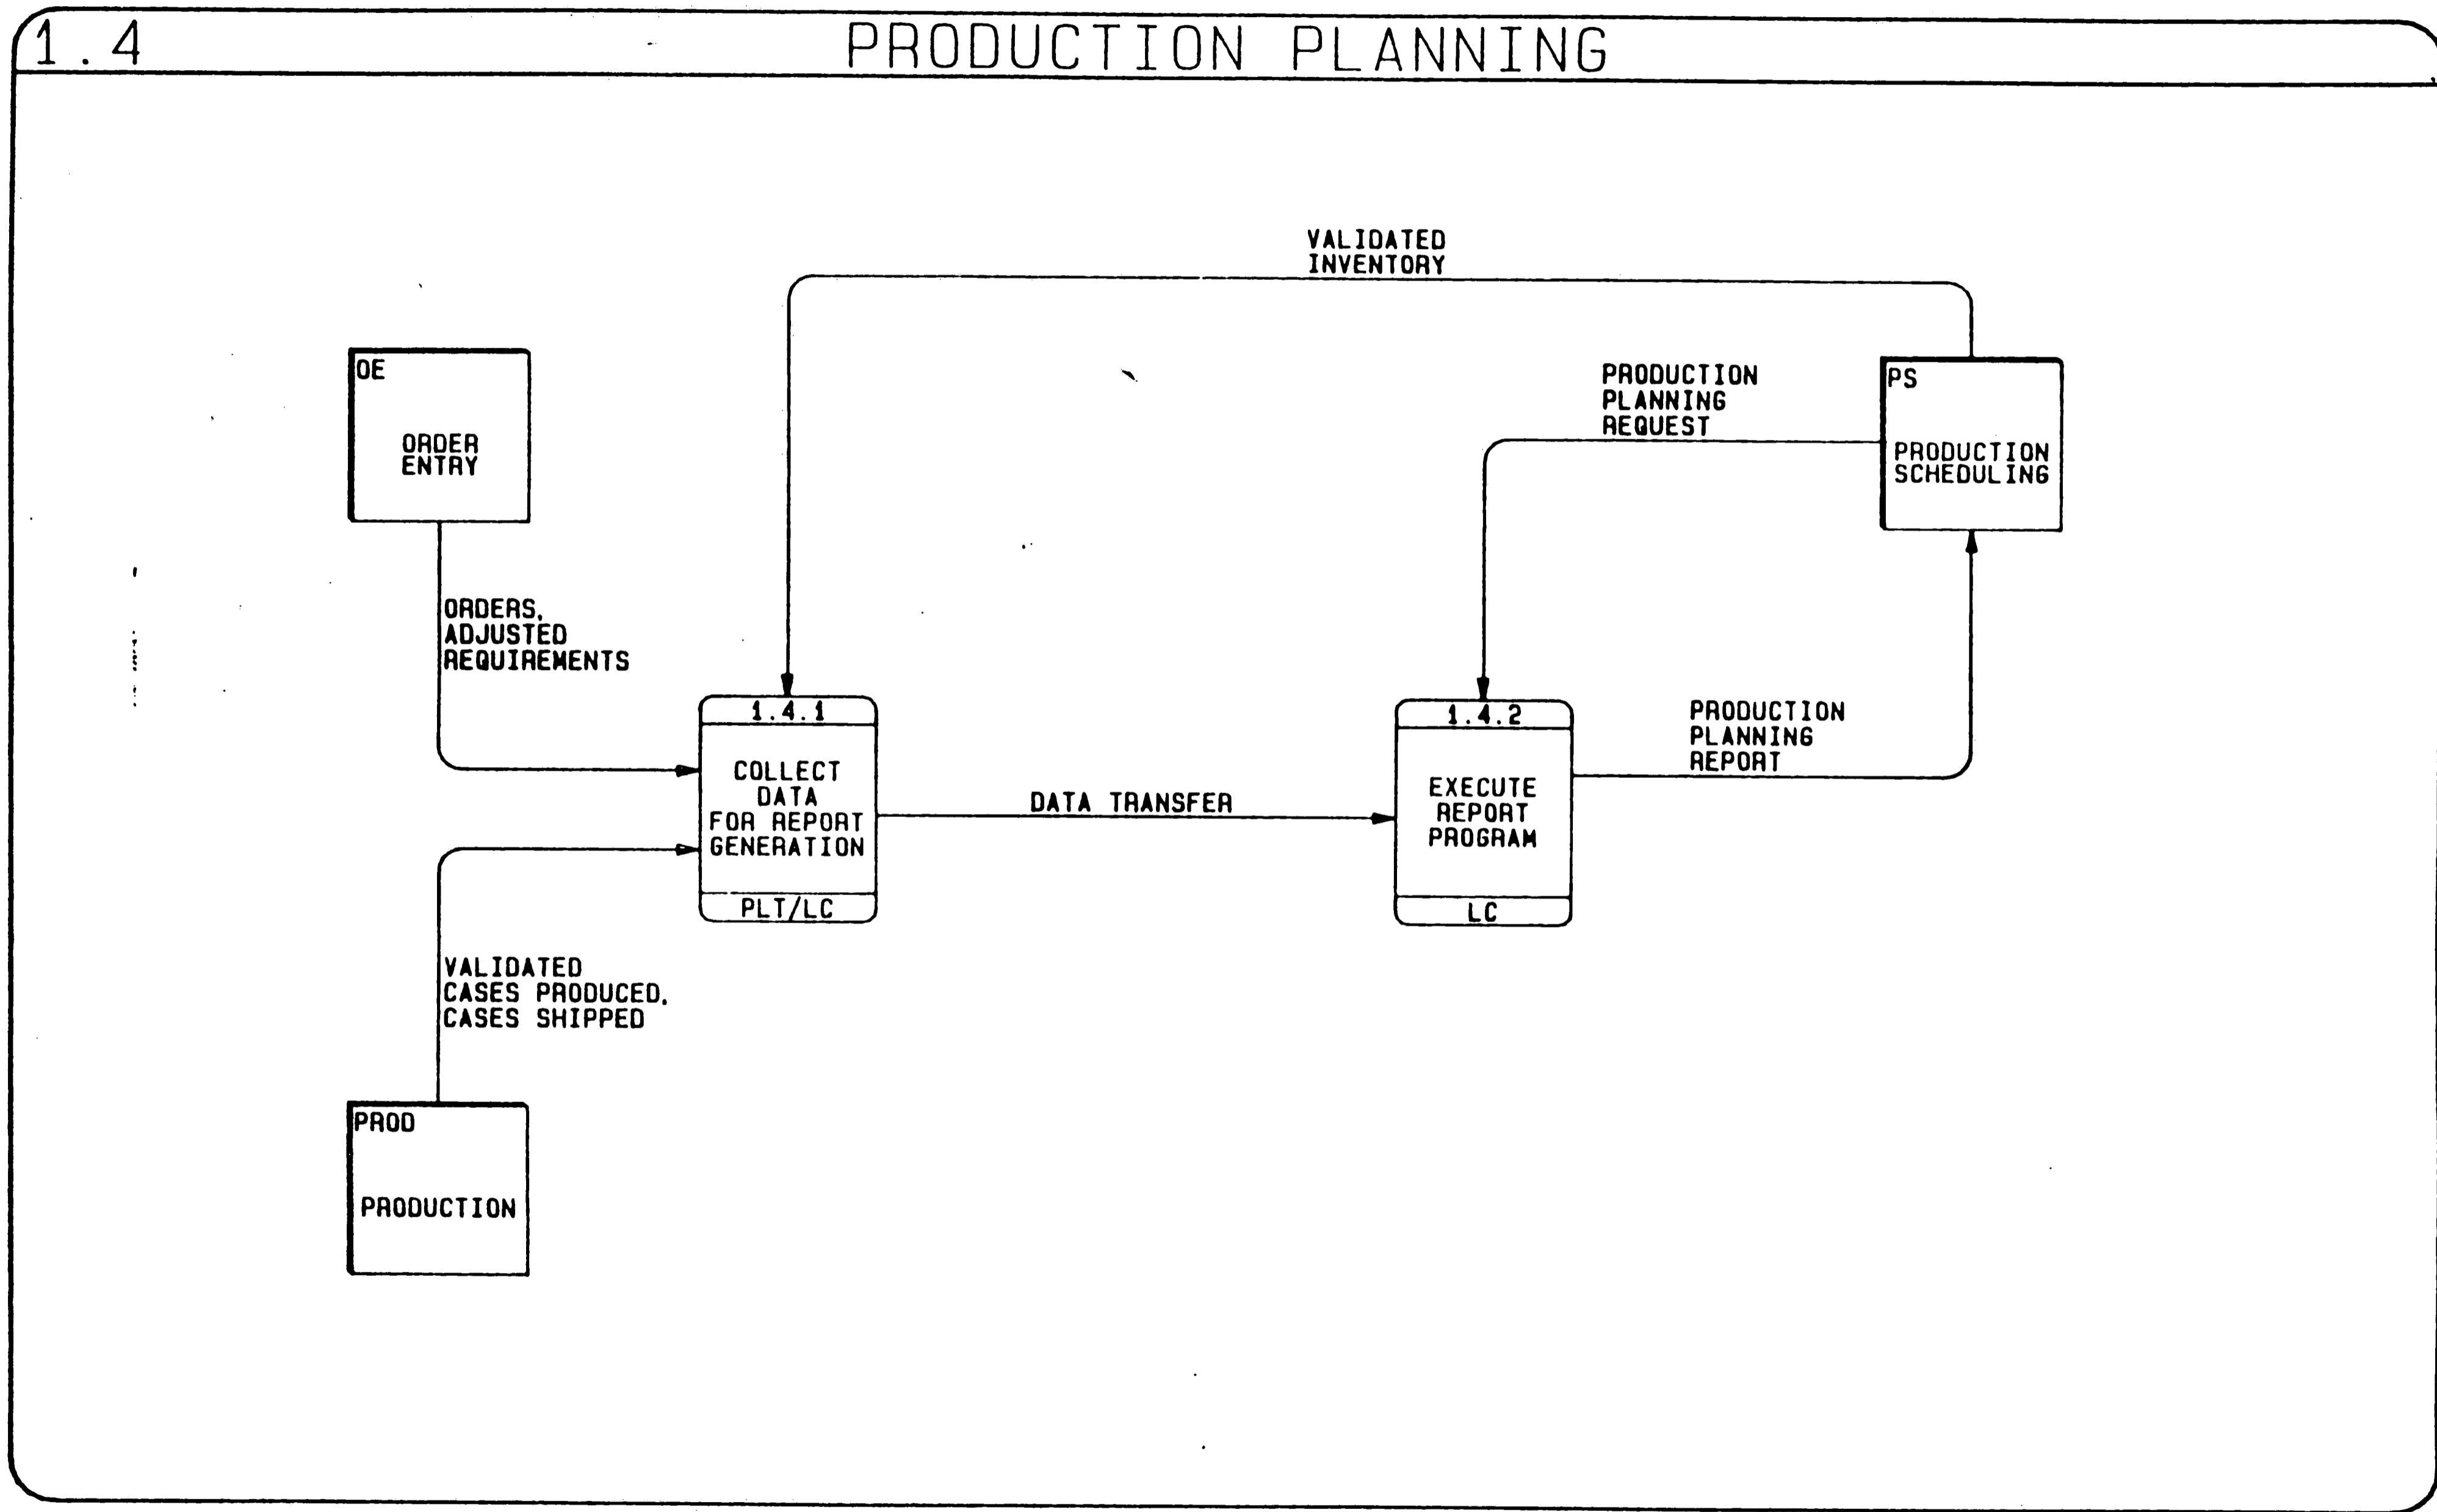 1.4
PRODUCTION PLANNING
VALIDATED
INVENTORY
OE
ORDER
ENTRY
PRODUCTION
PLANNING
REQUEST
PS
PRODUCTION
SCHEDULING
ORDERS,
ADJUSTED
REQUIREMENTS
1.4.1
COLLECT
DATA
FOR REPORT
GENERATION
PLT/LC
DATA TRANSFER
1.4.2
EXECUTE
REPORT
PROGRAM
LC
PRODUCTION
PLANNING
REPORT
VALIDATED
CASES PRODUCED,
CASES SHIPPED
PROD
PRODUCTION